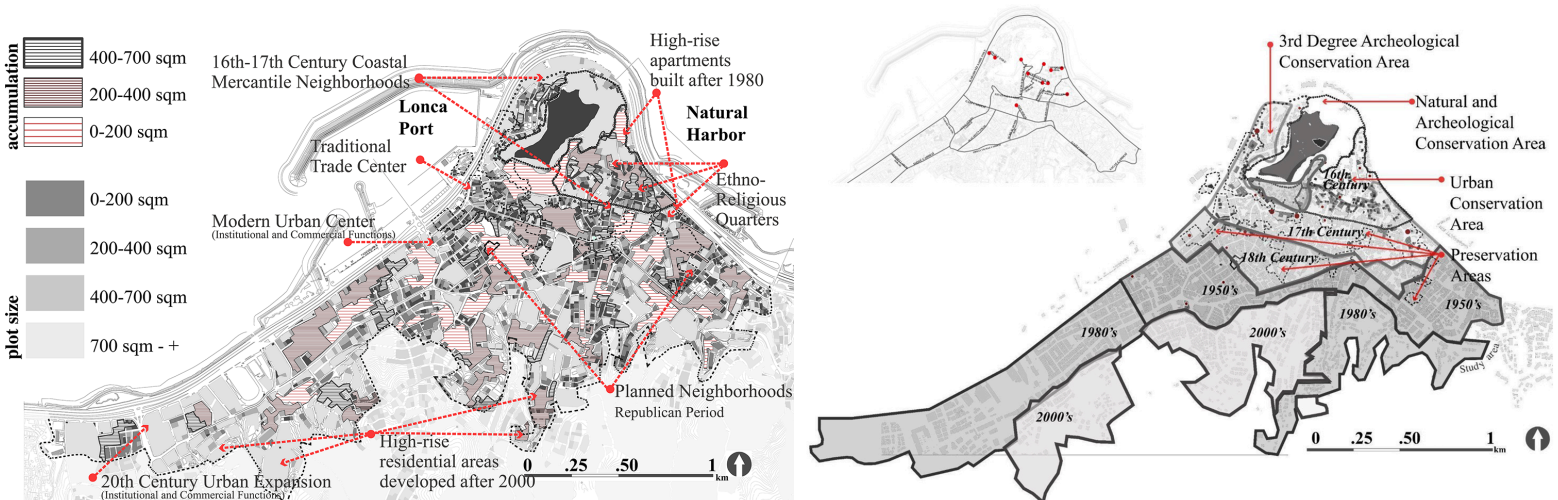 accumulation
400-700 sqm
200-400 sqm
0-200 sqm
plot size
0-200 sqm
200-400 sqm
400-700 sqm
700 sqm - +
16th-17th Century Coastal
Mercantile Neighborhoods
Lonca
Port
High-rise
apartments
built after 1980
Natural
Harbor
Traditional
Trade Center
Ethno-
Religious
Quarters
Modern Urban Center
(Institutional and Commercial Functions)
Planned Neighborhoods
Republican Period
High-rise
residential areas
developed after 2000
20th Century Urban Expansion
(Institutional and Commercial Functions)
0 .25 .50 1
km
3rd Degree Archeological
Conservation Area
Natural and
Archeological
Conservation Area
16th
Century
Urban
Conservation
Area
17th Century
18th Century
Preservation
Areas
1950's
1950's
1980's
1980's
2000's
2000's
Study area
0 .25 .50 1
km